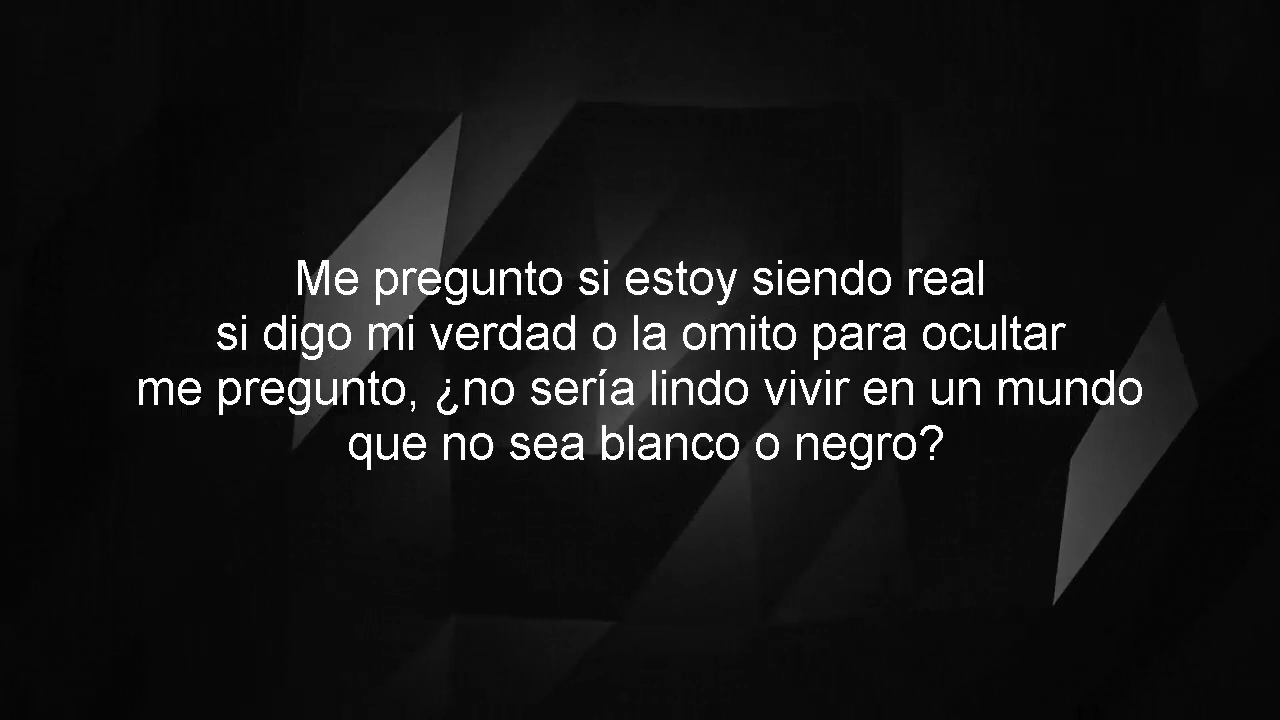 Me pregunto si estoy siendo real
si digo mi verdad o la omito para ocultar
me pregunto, ¿no sería lindo vivir en un mundo
que no sea blanco o negro?